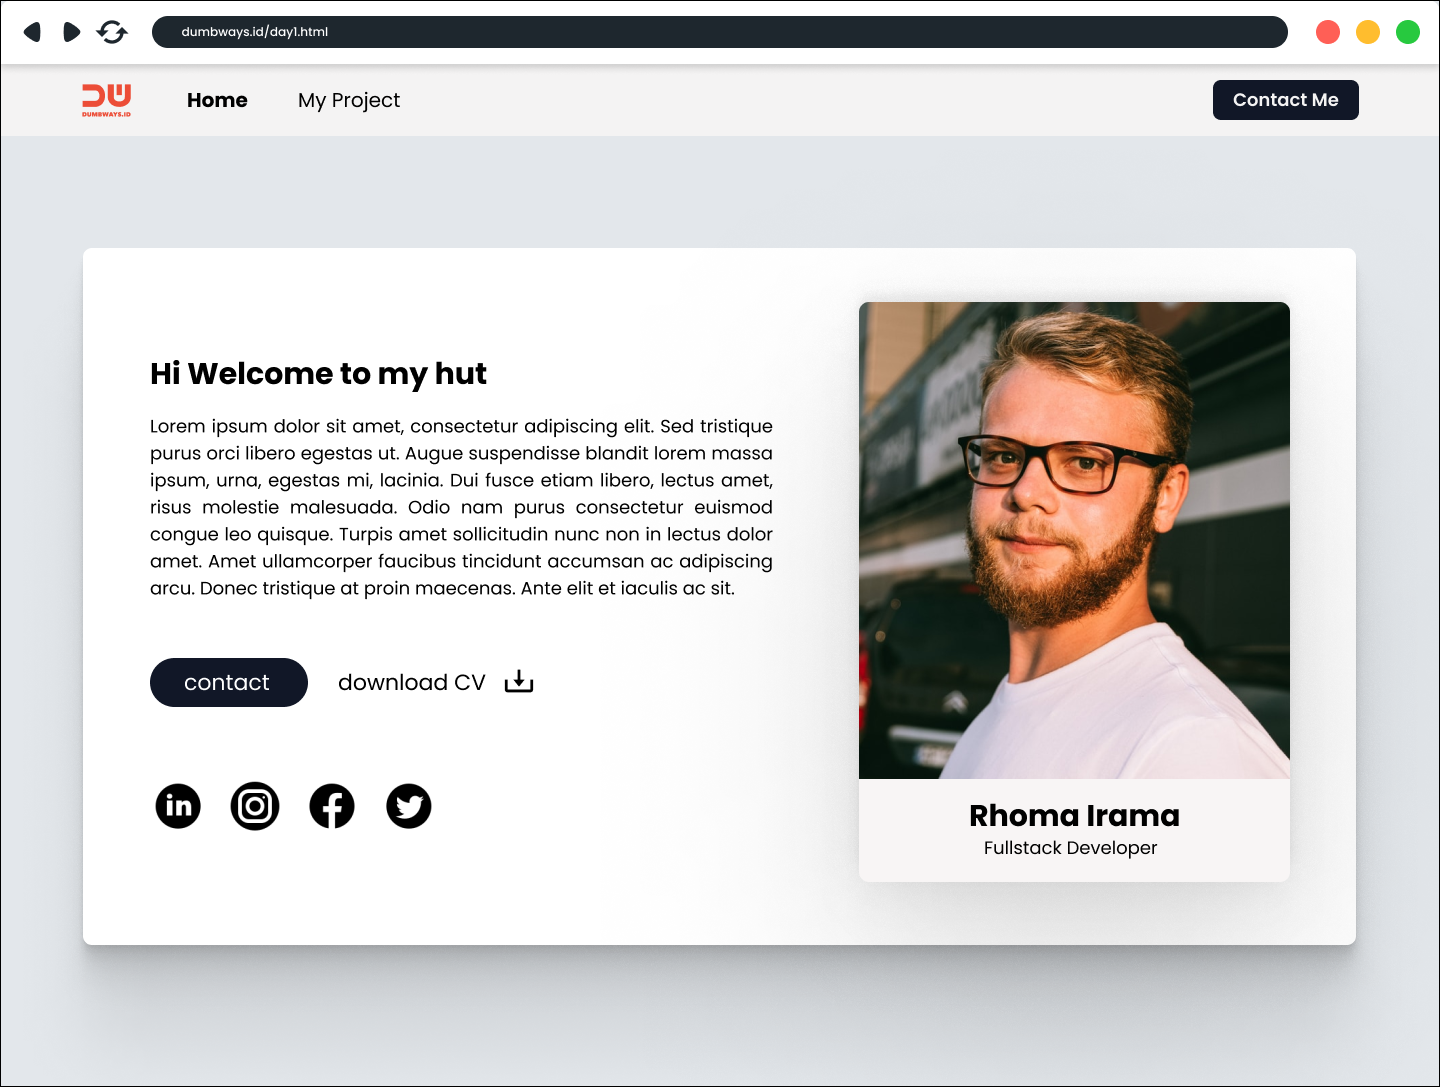 dumbways.id/day1.html
DW
DUMBWAYS.ID
Home
My Project
Contact Me
Hi Welcome to my hut
Lorem ipsum dolor sit amet, consectetur adipiscing elit. Sed tristique
purus orci libero egestas ut. Augue suspendisse blandit lorem massa
ipsum, urna, egestas mi, lacinia. Dui fusce etiam libero, lectus amet,
risus molestie malesuada. Odio nam purus consectetur euismod
congue leo quisque. Turpis amet sollicitudin nunc non in lectus dolor
amet. Amet ullamcorper faucibus tincidunt accumsan ac adipiscing
arcu. Donec tristique at proin maecenas. Ante elit et iaculis ac sit.
contact
download CV
in
Rhoma Irama
Fullstack Developer